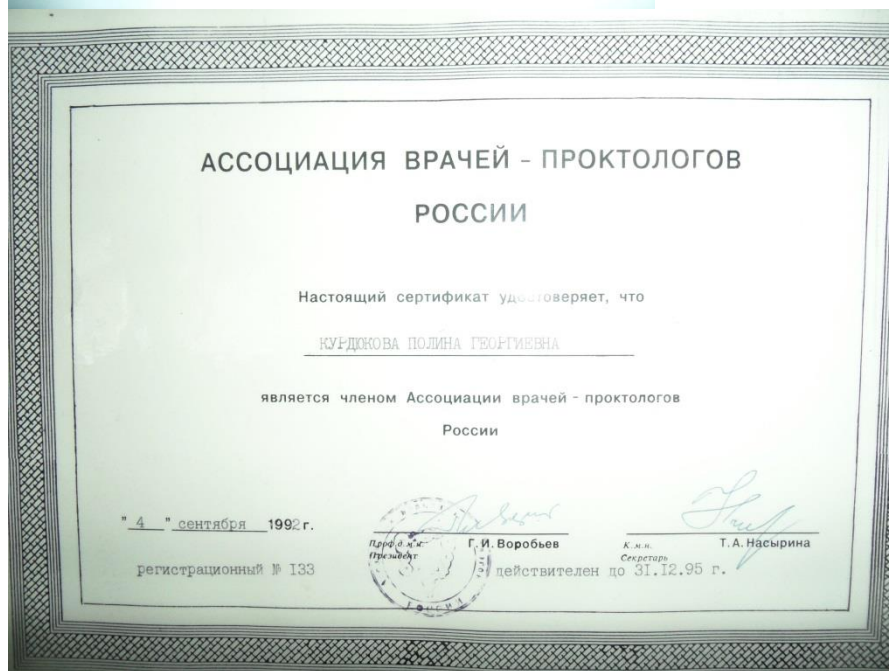 АССОЦИАЦИЯ ВРАЧЕЙ - ПРОКТОЛОГОВ
РОССИИ
Настоящий сертификат удостоверяет, что
КУРДЮКОВА ПОЛИНА ГЕОРГИЕВНА
является членом Ассоциации врачей - проктологов
России
" 4 " сентября 1992 г.
Проф. д.м.н. Г. И. Воробьев К.м.н. Т. А. Насырина
Президент Секретарь
регистрационный № 133 действителен до 31.12.95 г.